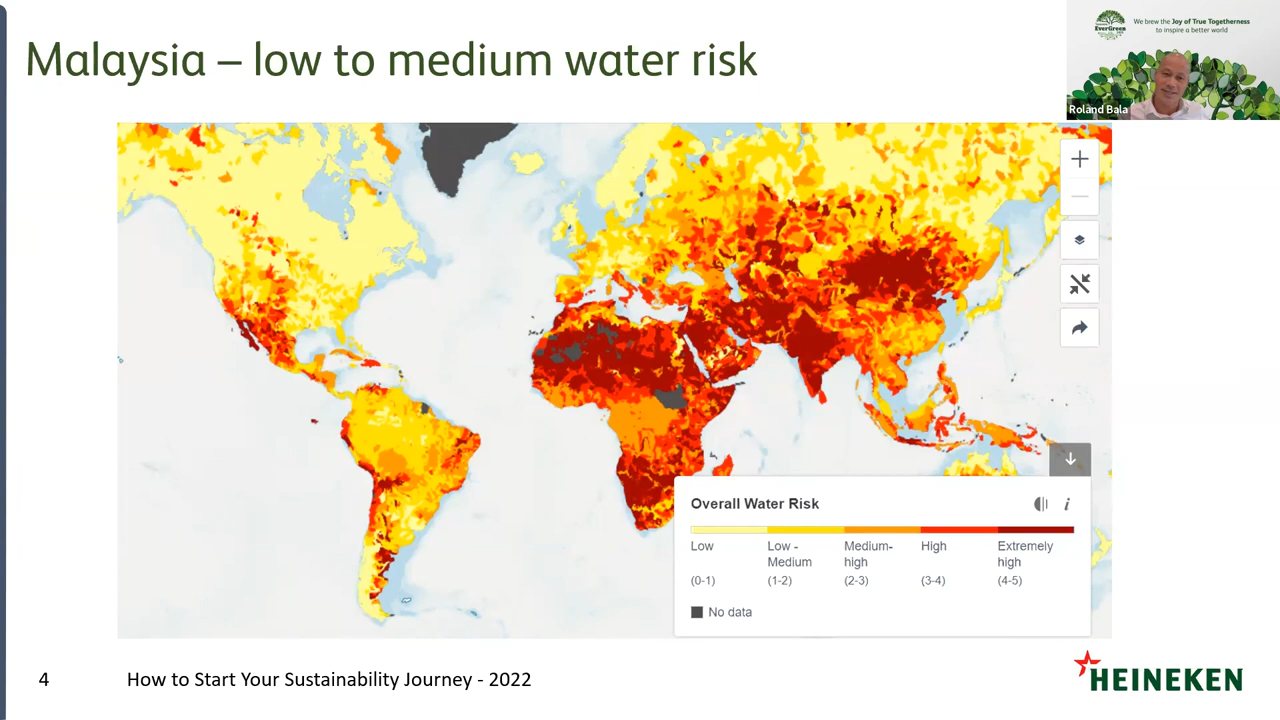 Malaysia – low to medium water risk
EverGreen
We brew the Joy of True Togetherness
to inspire a better world
Roland Bala
Overall Water Risk
i
Low
Low -
Medium
Medium-
high
High
Extremely
high
(0-1)
(1-2)
(2-3)
(3-4)
(4-5)
No data
4
How to Start Your Sustainability Journey - 2022
HEINEKEN